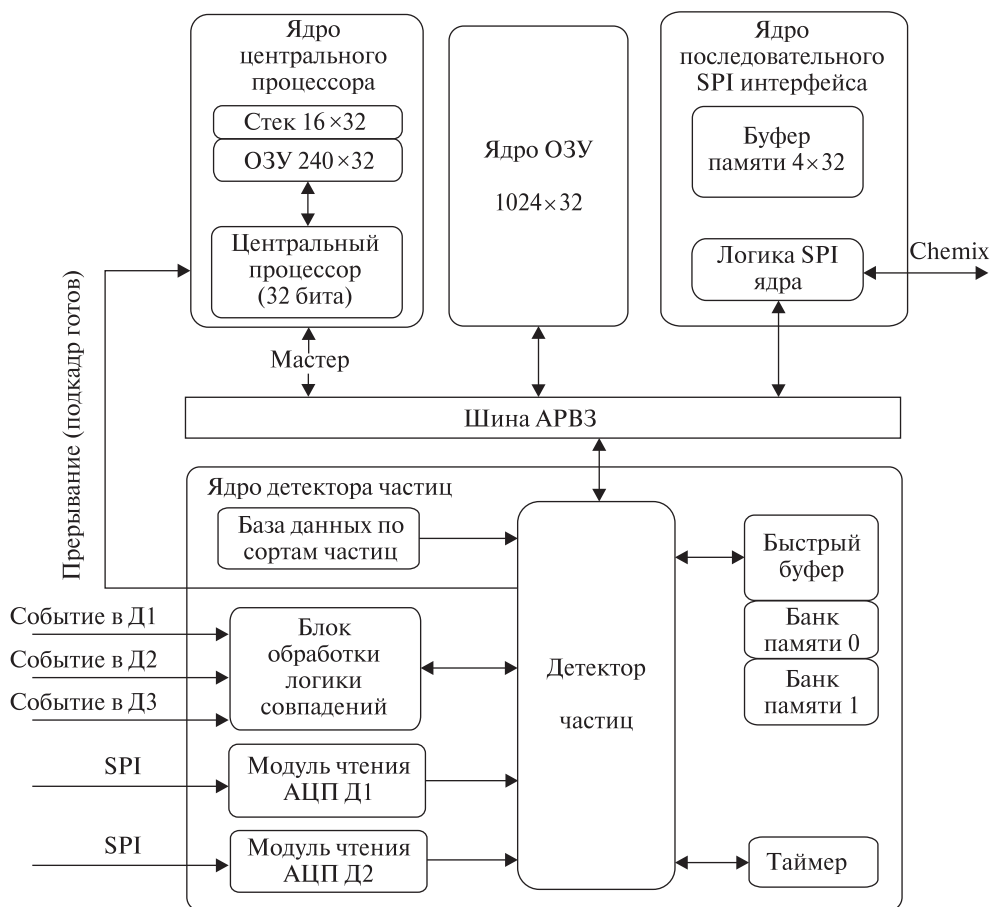 Ядро
центрального
процессора
Стек 16×32
ОЗУ 240×32
Центральный
процессор
(32 бита)
Ядро ОЗУ
1024×32
Ядро
последовательного
SPI интерфейса
Буфер
памяти 4×32
Логика SPI
ядра
Chemix
Прерывание (подкадр готов)
Мастер
Шина АРВЗ
Ядро детектора частиц
База данных по
сортам частиц
Событие в Д1
Событие в Д2
Событие в Д3
Блок
обработки
логики
совпадений
SPI
Модуль чтения
АЦП Д1
SPI
Модуль чтения
АЦП Д2
Детектор
частиц
Быстрый
буфер
Банк
памяти 0
Банк
памяти 1
Таймер